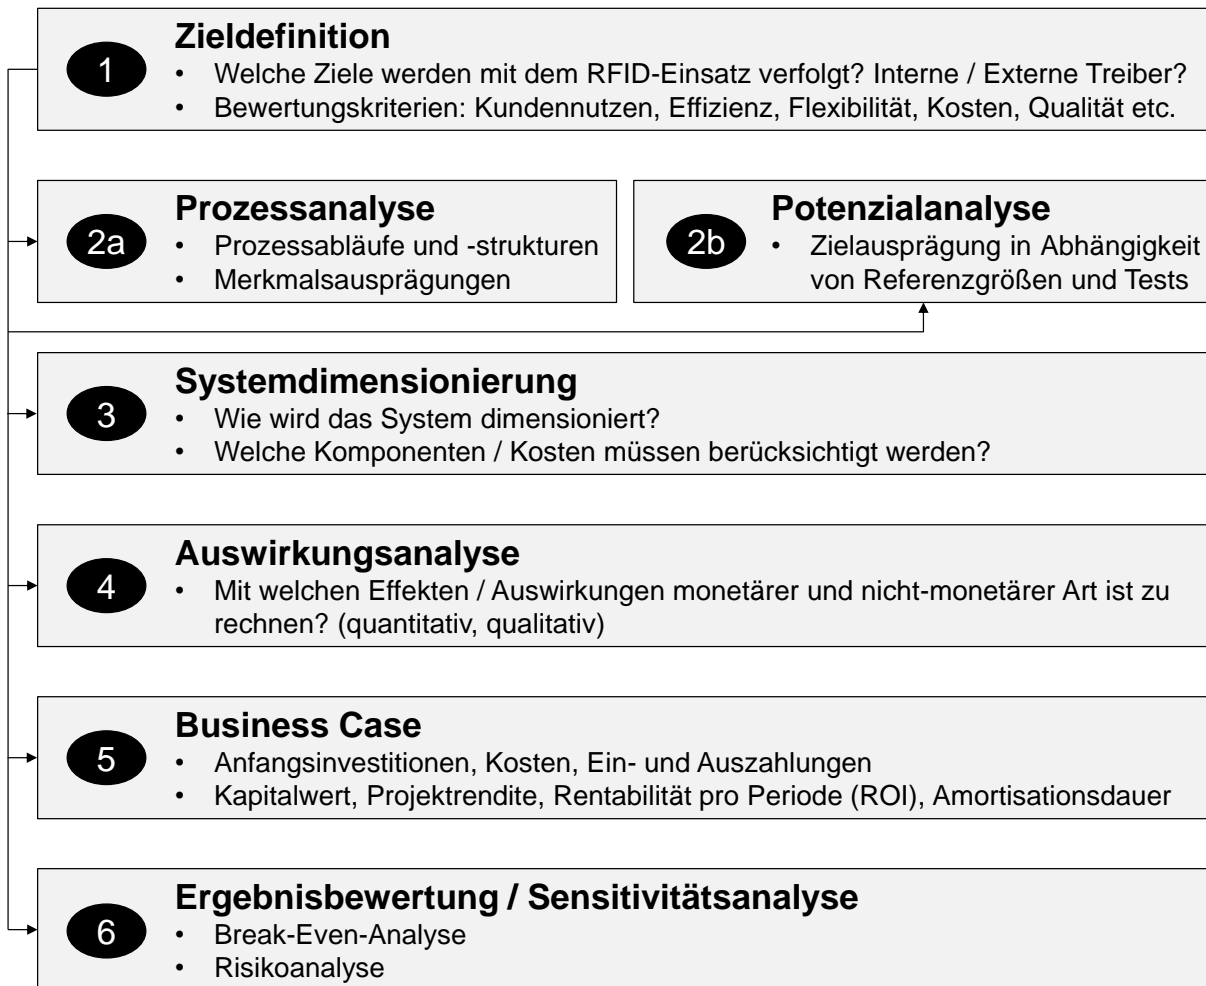 1
Zieldefinition
• Welche Ziele werden mit dem RFID-Einsatz verfolgt? Interne / Externe Treiber?
• Bewertungskriterien: Kundennutzen, Effizienz, Flexibilität, Kosten, Qualität etc.
2a
Prozessanalyse
• Prozessabläufe und -strukturen
• Merkmalsausprägungen
2b
Potenzialanalyse
• Zielausprägung in Abhängigkeit
von Referenzgrößen und Tests
3
Systemdimensionierung
• Wie wird das System dimensioniert?
• Welche Komponenten / Kosten müssen berücksichtigt werden?
4
Auswirkungsanalyse
• Mit welchen Effekten / Auswirkungen monetärer und nicht-monetärer Art ist zu
rechnen? (quantitativ, qualitativ)
5
Business Case
• Anfangsinvestitionen, Kosten, Ein- und Auszahlungen
• Kapitalwert, Projektrendite, Rentabilität pro Periode (ROI), Amortisationsdauer
6
Ergebnisbewertung / Sensitivitätsanalyse
• Break-Even-Analyse
• Risikoanalyse